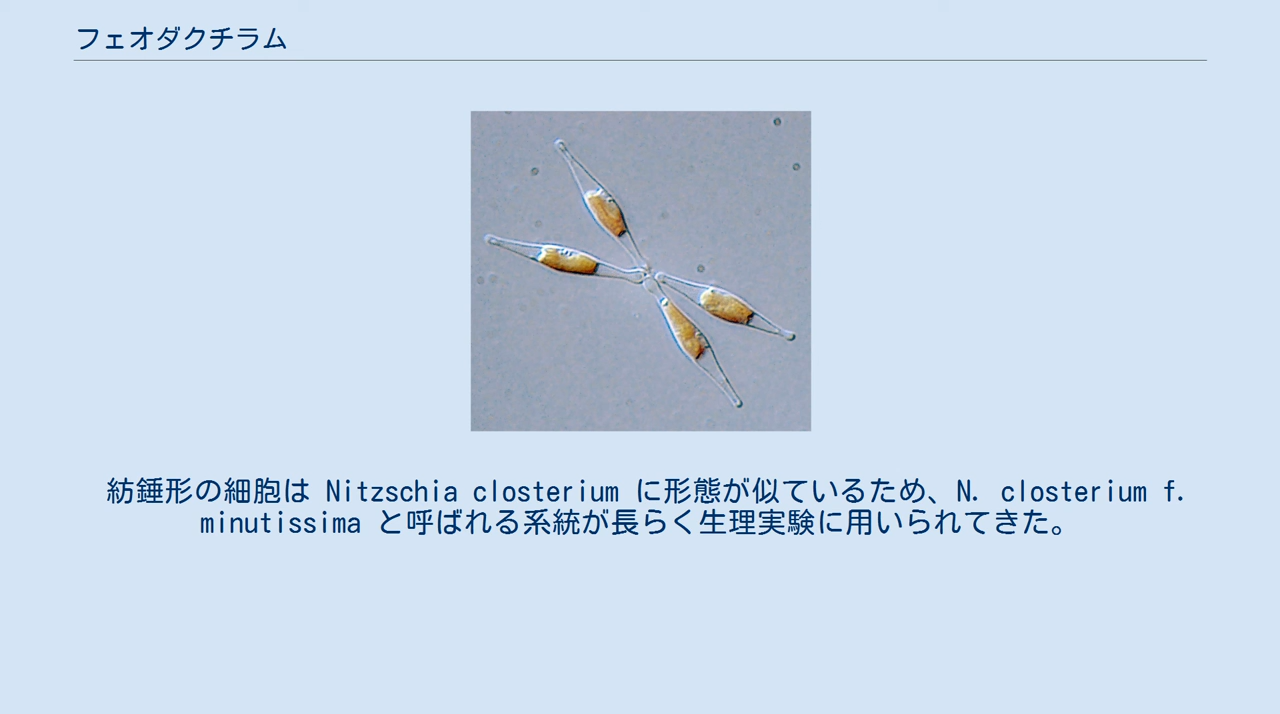 フェオダクチラム
紡錘形の細胞は Nitzschia closterium に形態が似ているため、N. closterium f.
minutissima と呼ばれる系統が長らく生理実験に用いられてきた。